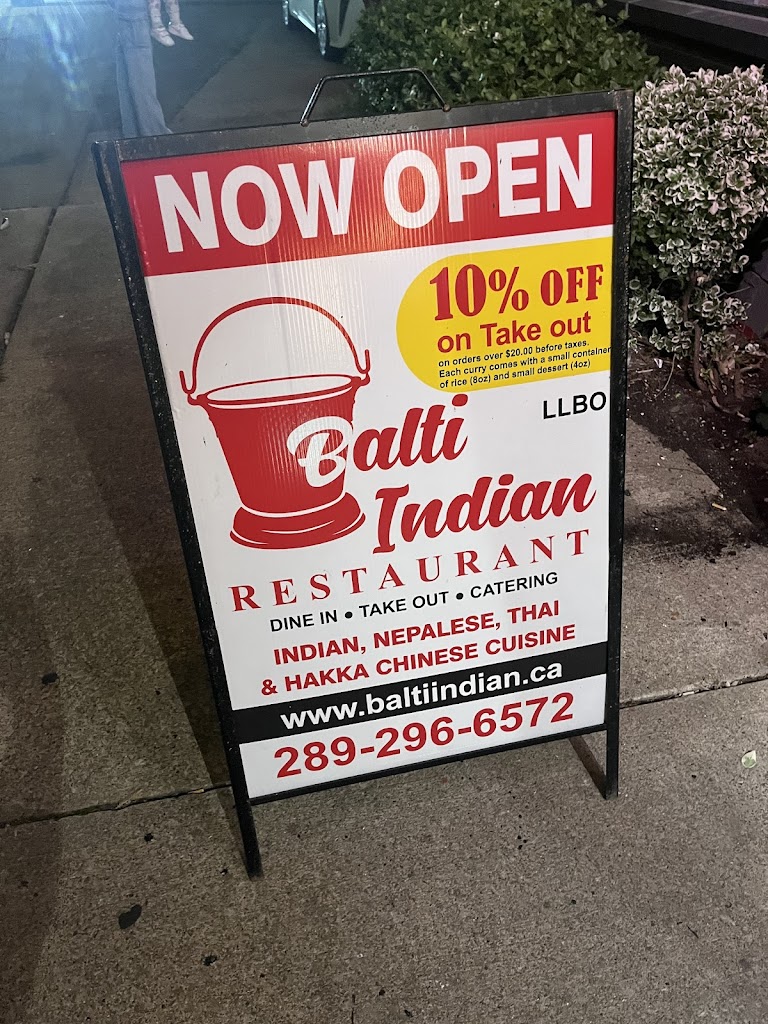 NOW OPEN
10% OFF
on Take out
on orders over $20.00 before taxes.
Each curry comes with a small container
of rice (8oz) and small dessert (4oz)
LLBO
Balti
Indian
RESTAURANT
DINE IN • TAKE OUT • CATERING
INDIAN, NEPALESE, THAI
& HAKKA CHINESE CUISINE
www.baltiindian.ca
289-296-6572